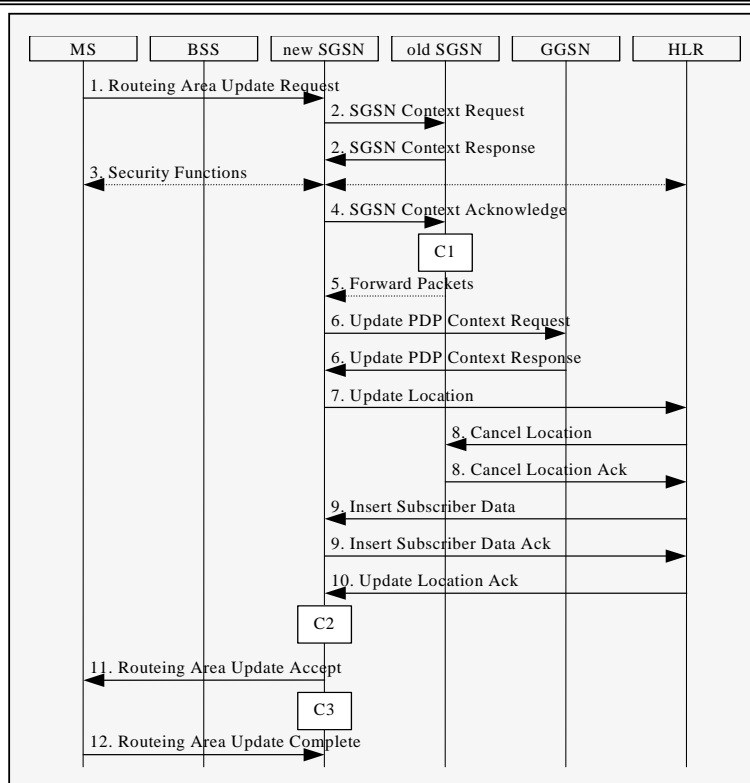 MS BSS new SGSN old SGSN GGSN HLR
1. Routeing Area Update Request
2. SGSN Context Request
2. SGSN Context Response
3. Security Functions
4. SGSN Context Acknowledge
C1
5. Forward Packets
6. Update PDP Context Request
6. Update PDP Context Response
7. Update Location
8. Cancel Location
8. Cancel Location Ack
9. Insert Subscriber Data
9. Insert Subscriber Data Ack
10. Update Location Ack
C2
11. Routeing Area Update Accept
C3
12. Routeing Area Update Complete